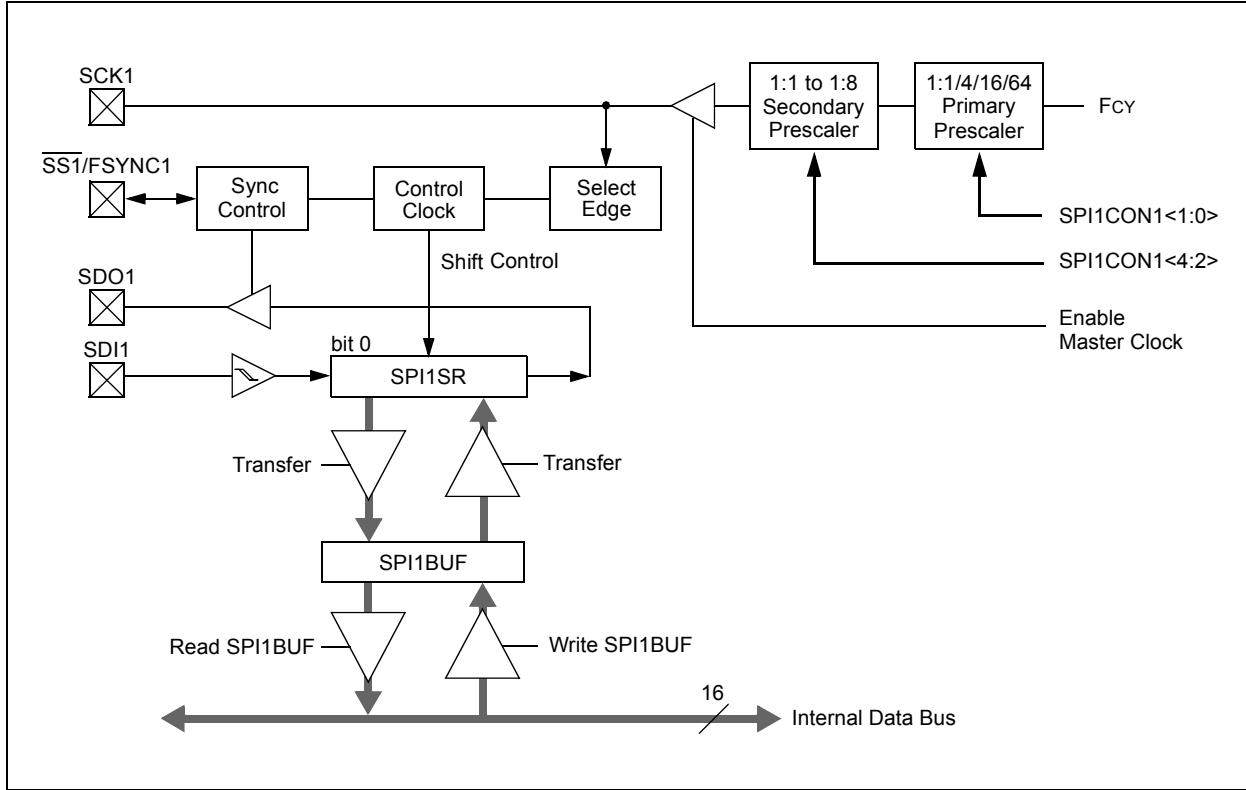 SCK1
1:1 to 1:8
Secondary
Prescaler
1:1/4/16/64
Primary
Prescaler
FCY
SS1/FSYNC1
Sync
Control
Control
Clock
Select
Edge
SPI1CON1<1:0>
SPI1CON1<4:2>
Shift Control
SDO1
Enable
Master Clock
SDI1
bit 0
SPI1SR
Transfer
Transfer
SPI1BUF
Read SPI1BUF
Write SPI1BUF
16
Internal Data Bus